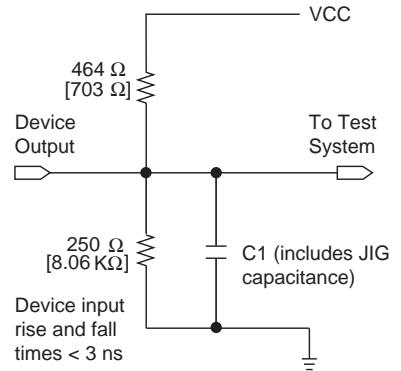 VCC
464 Ω
[703 Ω]
Device
Output
To Test
System
250 Ω
[8.06 KΩ]
C1 (includes JIG
capacitance)
Device input
rise and fall
times < 3 ns